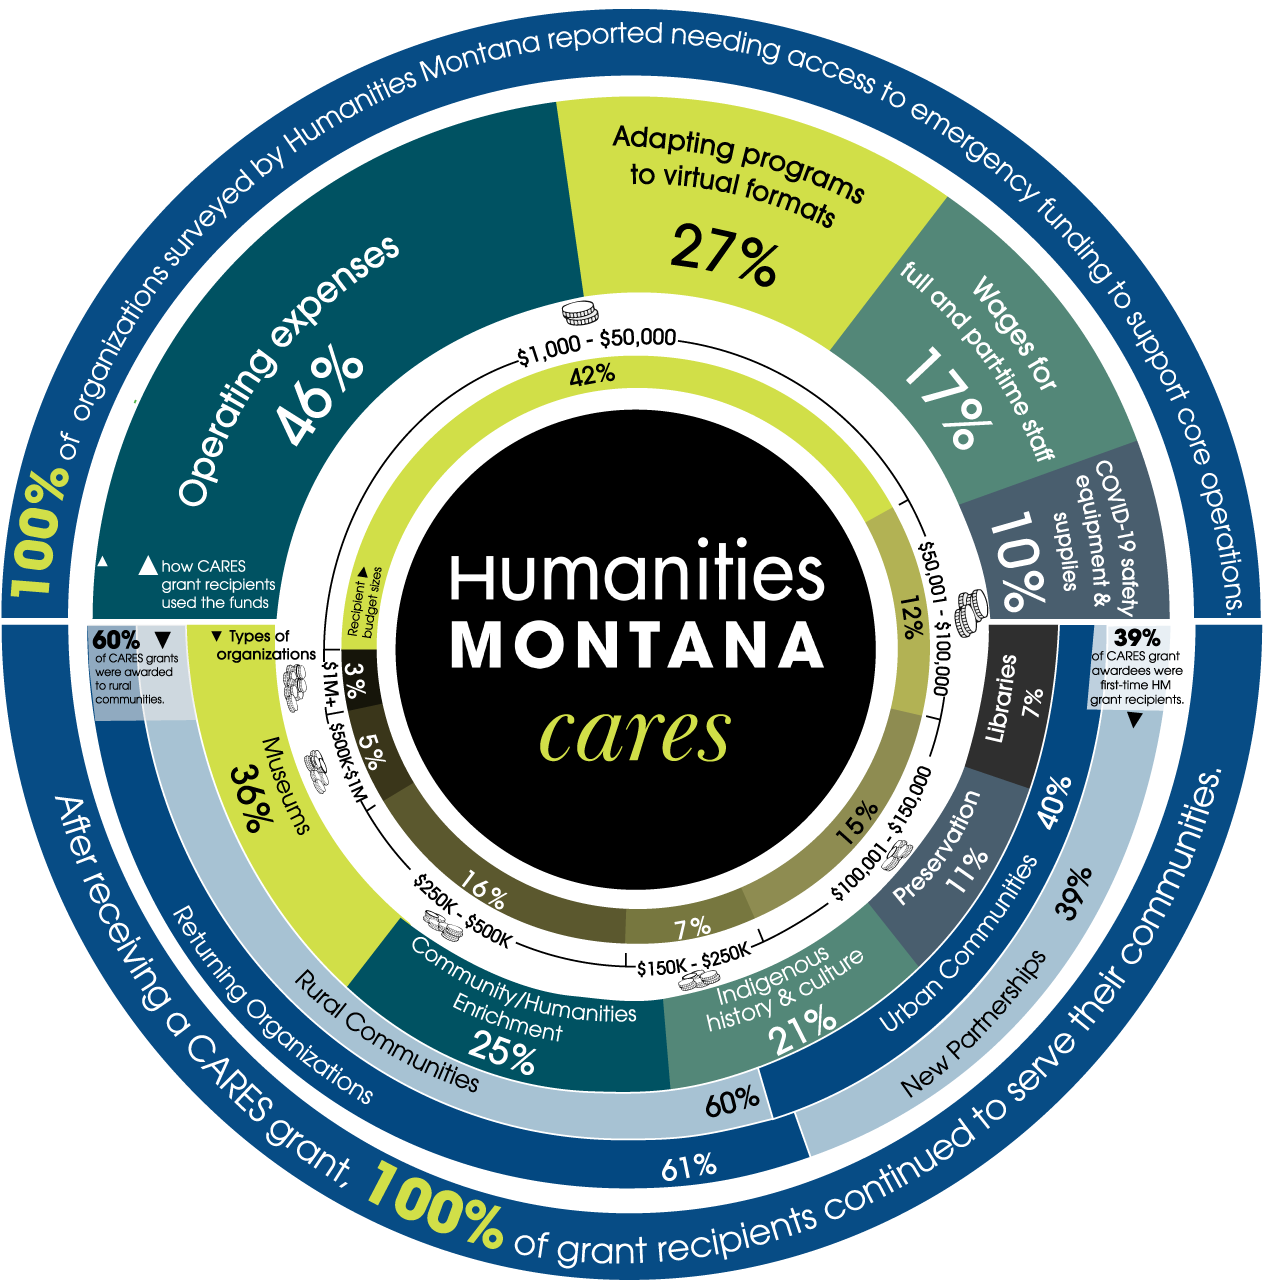 100% of organizations surveyed by Humanities Montana reported needing access to emergency funding to support core operations.
Operating expenses
46%
Adapting programs
to virtual formats
27%
Wages for
full and part-time staff
17%
COVID-19 safety
equipment &
supplies
10%
▲
▲ how CARES
grant recipients
used the funds
$1,000 - $50,000
42%
$50,001 - $100,000
12%
$100,001 - $150,000
15%
$150K - $250K
7%
$250K - $500K
16%
$500K-$1M
5%
$1M+
3%
Recipient ▶
budget sizes
Humanities
MONTANA
cares
60% ▼
of CARES grants
were awarded
to rural
communities.
▼ Types of
organizations
Museums
36%
Community/Humanities
Enrichment
25%
Indigenous
history & culture
21%
Preservation
11%
Libraries
7%
39%
of CARES grant
awardees were
first-time HM
grant recipients.
▼
Rural Communities
60%
Urban Communities
40%
Returning Organizations
61%
New Partnerships
39%
After receiving a CARES grant, 100% of grant recipients continued to serve their communities.